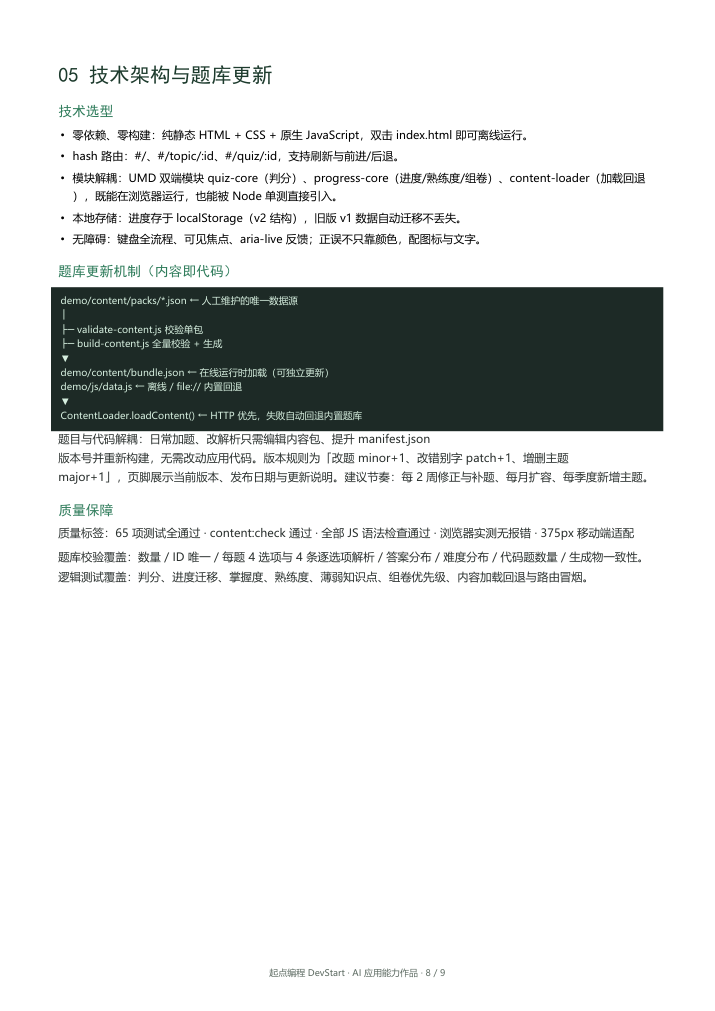 05 技术架构与题库更新
技术选型
• 零依赖、零构建：纯静态 HTML + CSS + 原生 JavaScript，双击 index.html 即可离线运行。
• hash 路由：#/、#/topic/:id、#/quiz/:id，支持刷新与前进/后退。
• 模块解耦：UMD 双端模块 quiz-core（判分）、progress-core（进度/熟练度/组卷）、content-loader（加载回退
），既能在浏览器运行，也能被 Node 单测直接引入。
• 本地存储：进度存于 localStorage（v2 结构），旧版 v1 数据自动迁移不丢失。
• 无障碍：键盘全流程、可见焦点、aria-live 反馈；正误不只靠颜色，配图标与文字。
题库更新机制（内容即代码）
demo/content/packs/*.json ← 人工维护的唯一数据源
│
├─ validate-content.js 校验单包
├─ build-content.js 全量校验 + 生成
▼
demo/content/bundle.json ← 在线运行时加载（可独立更新）
demo/js/data.js ← 离线 / file:// 内置回退
▼
ContentLoader.loadContent() ← HTTP 优先，失败自动回退内置题库
题目与代码解耦：日常加题、改解析只需编辑内容包、提升 manifest.json
版本号并重新构建，无需改动应用代码。版本规则为「改题 minor+1、改错别字 patch+1、增删主题
major+1」，页脚展示当前版本、发布日期与更新说明。建议节奏：每 2 周修正与补题、每月扩容、每季度新增主题。
质量保障
质量标签：65 项测试全通过 · content:check 通过 · 全部 JS 语法检查通过 · 浏览器实测无报错 · 375px 移动端适配
题库校验覆盖：数量 / ID 唯一 / 每题 4 选项与 4 条逐选项解析 / 答案分布 / 难度分布 / 代码题数量 / 生成物一致性。
逻辑测试覆盖：判分、进度迁移、掌握度、熟练度、薄弱知识点、组卷优先级、内容加载回退与路由冒烟。
起点编程 DevStart · AI 应用能力作品 · 8 / 9